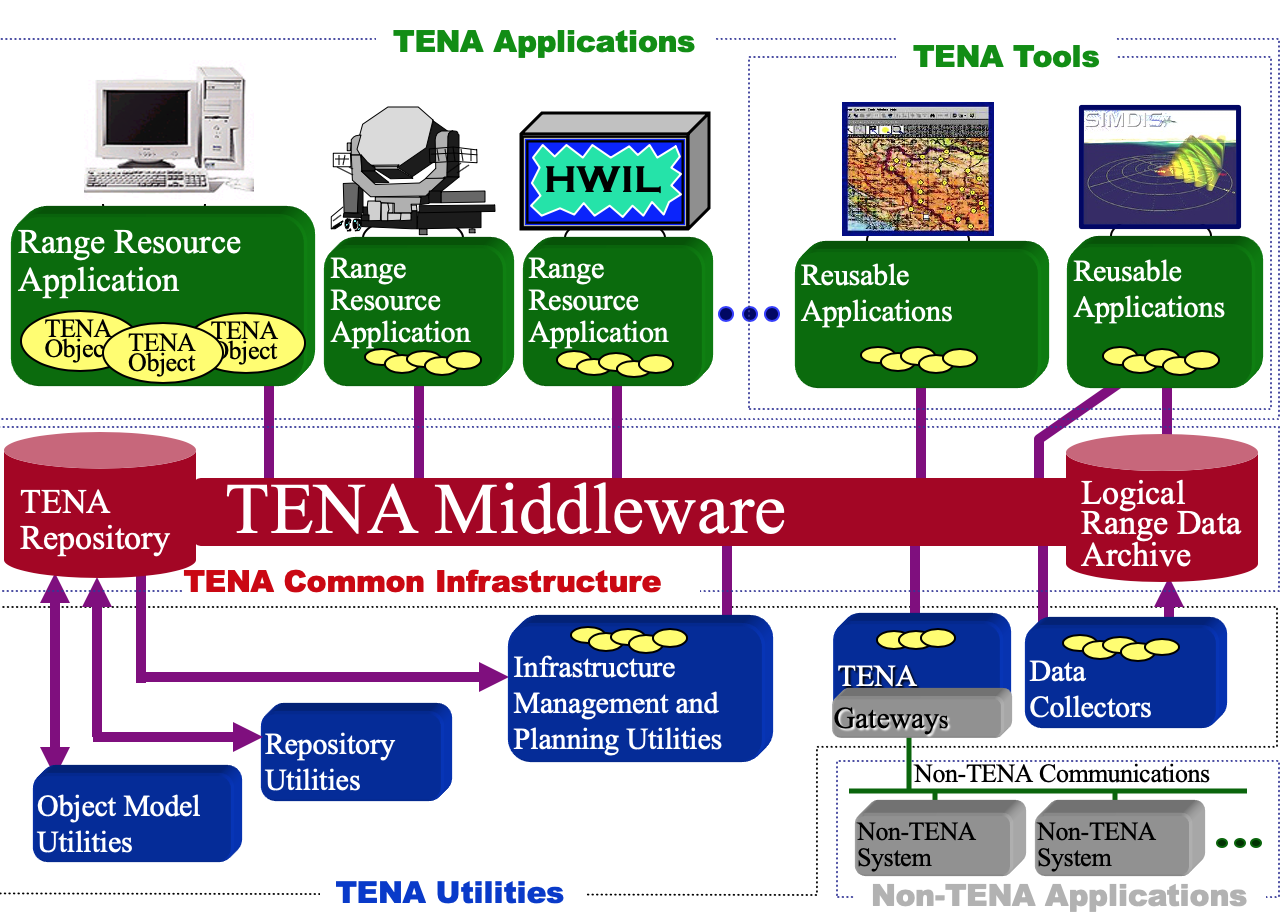 TENA Applications
TENA Tools
SIMDIS
HWIL
Range Resource
Application
TENA
Object
TENA
Object
TENA
Object
Range
Resource
Application
Range
Resource
Application
Reusable
Applications
Reusable
Applications
TENA
Repository
TENA Middleware
Logical
Range Data
Archive
TENA Common Infrastructure
Infrastructure
Management and
Planning Utilities
TENA
Gateways
Data
Collectors
Repository
Utilities
Object Model
Utilities
Non-TENA Communications
Non-TENA
System
Non-TENA
System
TENA Utilities
Non-TENA Applications